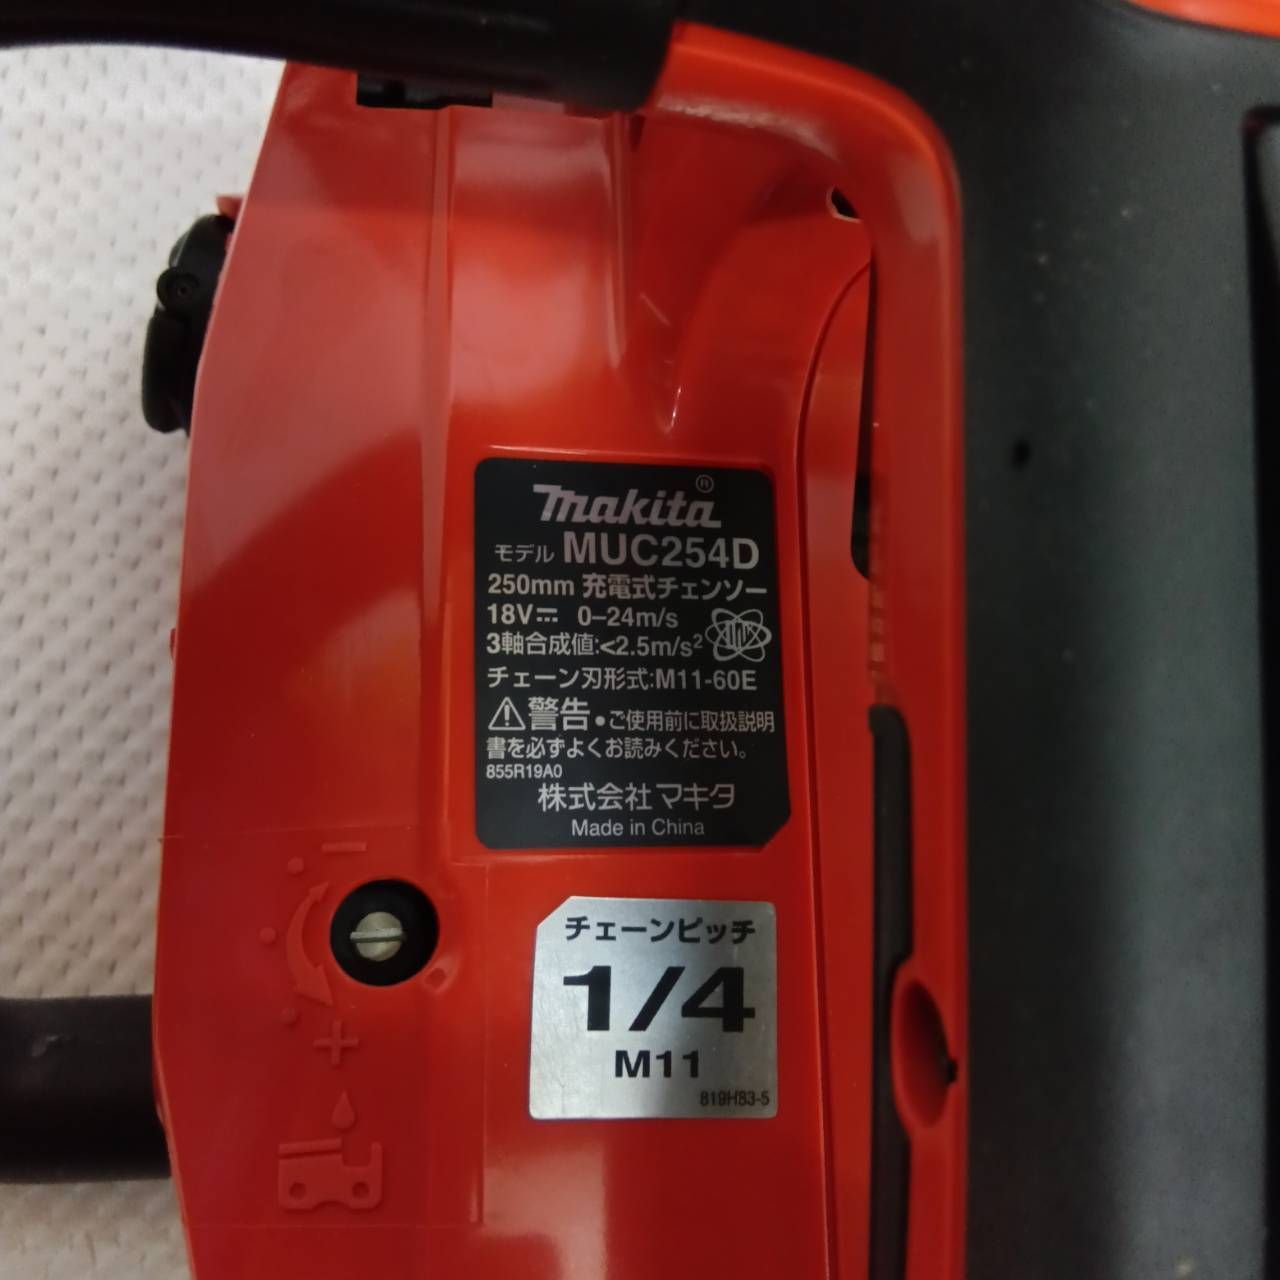 makita®
モデル MUC254D
250mm 充電式チェンソー
18V⎓ 0–24m/s
3軸合成値:<2.5m/s²
チェーン刃形式:M11-60E
⚠警告・ご使用前に取扱説明
書を必ずよくお読みください。
855R19A0
株式会社マキタ
Made in China
チェーンピッチ
1/4
M11
819H83-5